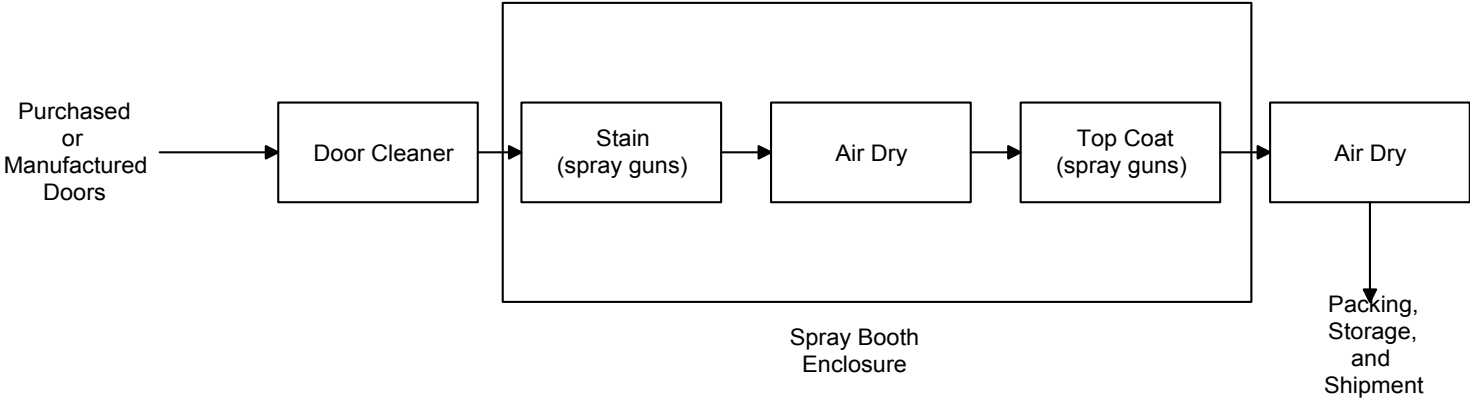 Purchased
or
Manufactured
Doors
Door Cleaner
Stain
(spray guns)
Air Dry
Top Coat
(spray guns)
Air Dry
Packing,
Storage,
and
Shipment
Spray Booth
Enclosure